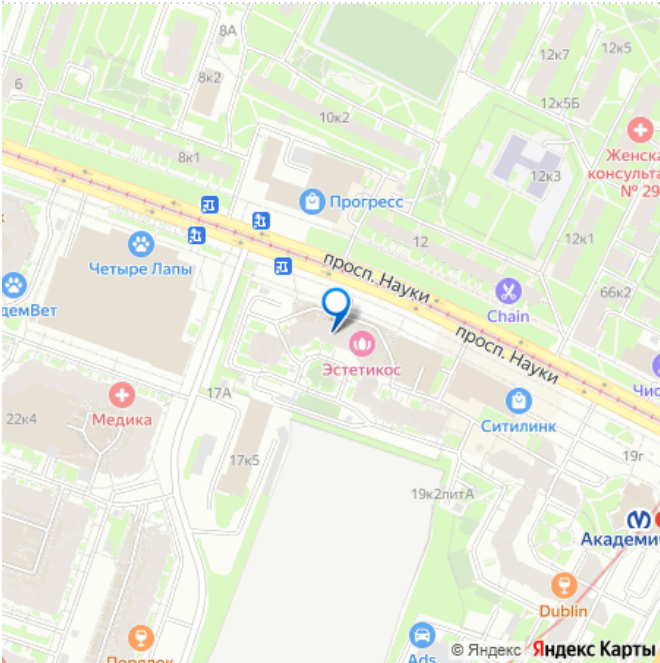 8А
12к7
12к5
6
8к2
12к5Б
10к2
Женска
консульта
№ 29
8к1
12к3
Прогресс
12
12к1
Четыре Лапы
просп. Науки
66к2
демВет
Chain
просп. Науки
Эстетикос
Чис
17А
22к4
Медика
Ситилинк
17к5
19г
19к2литА
Академич
Dublin
Порядок
Ads
© Яндекс Яндекс Карты